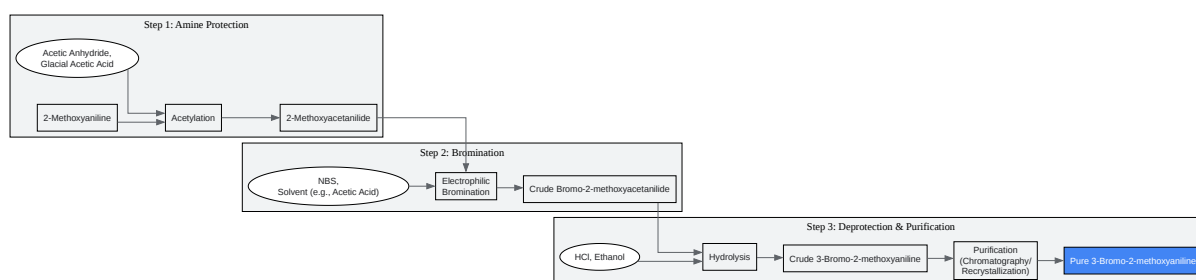 Step 1: Amine Protection
Acetic Anhydride,
Glacial Acetic Acid
2-Methoxyaniline
Acetylation
2-Methoxyacetanilide
Step 2: Bromination
NBS,
Solvent (e.g., Acetic Acid)
Electrophilic
Bromination
Crude Bromo-2-methoxyacetanilide
Step 3: Deprotection & Purification
HCl, Ethanol
Hydrolysis
Crude 3-Bromo-2-methoxyaniline
Purification
(Chromatography/
Recrystallization)
Pure 3-Bromo-2-methoxyaniline